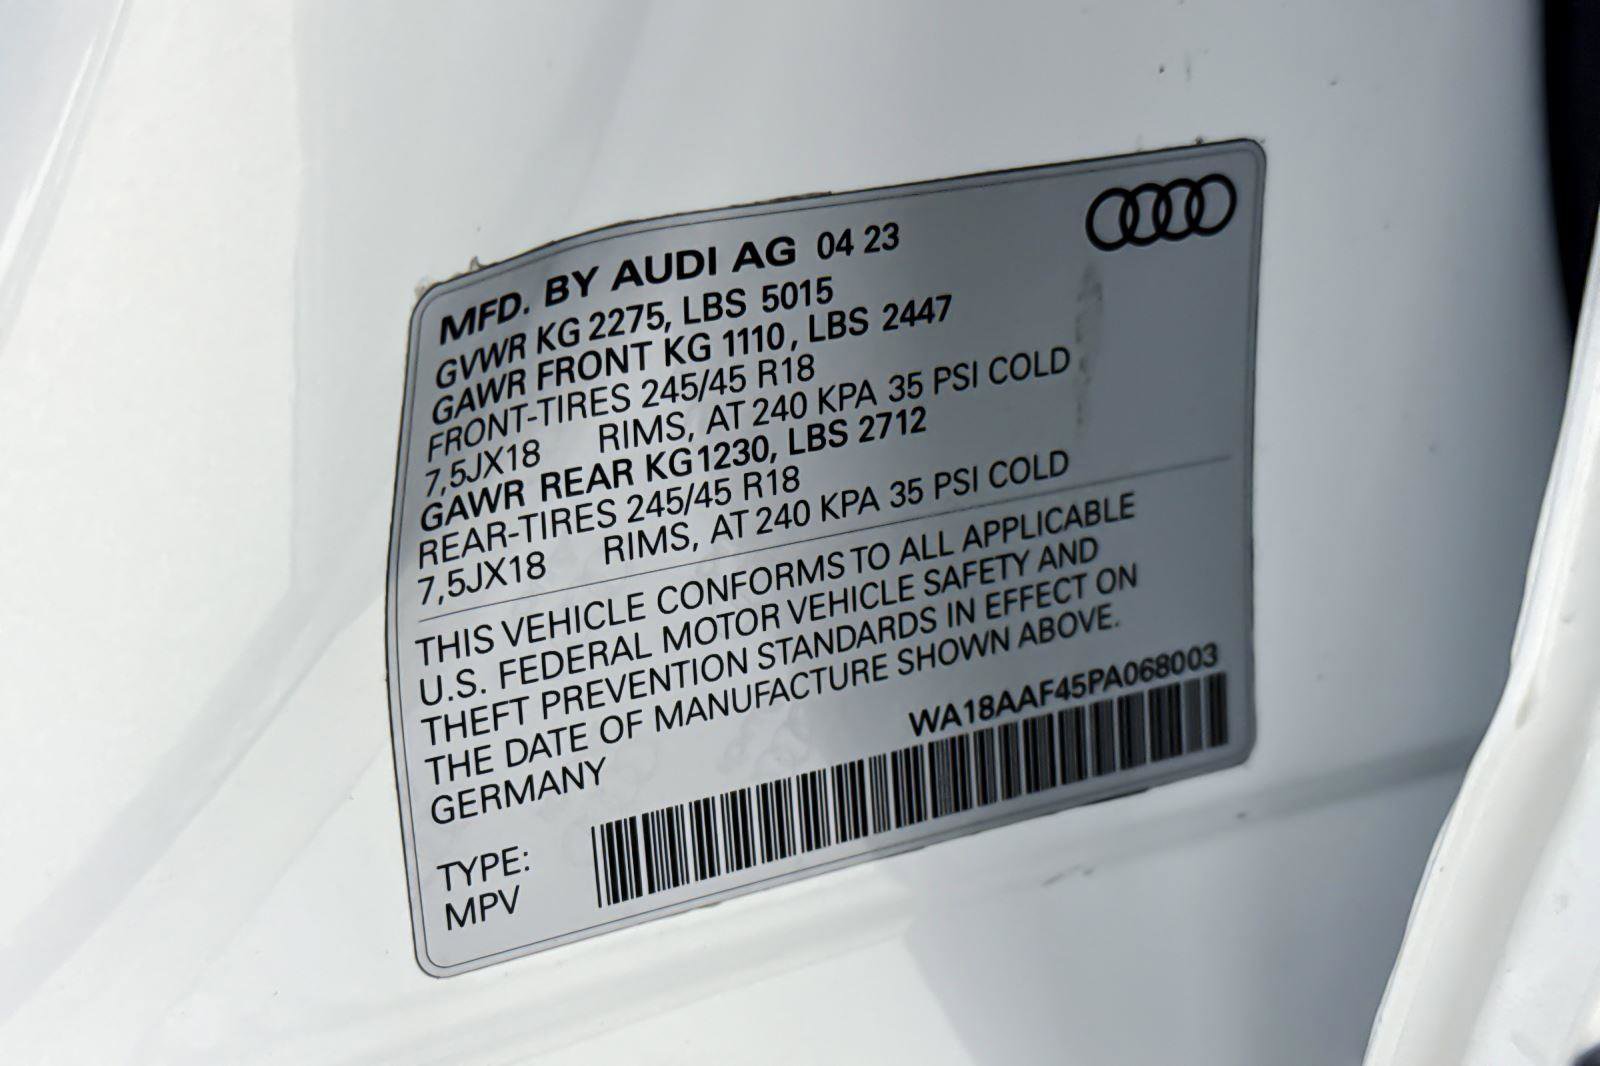 MFD. BY AUDI AG 04 23
GVWR KG 2275, LBS 5015
GAWR FRONT KG 1110, LBS 2447
FRONT-TIRES 245/45 R18
7,5JX18 RIMS, AT 240 KPA 35 PSI COLD
GAWR REAR KG1230, LBS 2712
REAR-TIRES 245/45 R18
7,5JX18 RIMS, AT 240 KPA 35 PSI COLD
THIS VEHICLE CONFORMS TO ALL APPLICABLE
U.S. FEDERAL MOTOR VEHICLE SAFETY AND
THEFT PREVENTION STANDARDS IN EFFECT ON
THE DATE OF MANUFACTURE SHOWN ABOVE.
GERMANY
WA18AAF45PA068003
TYPE:
MPV